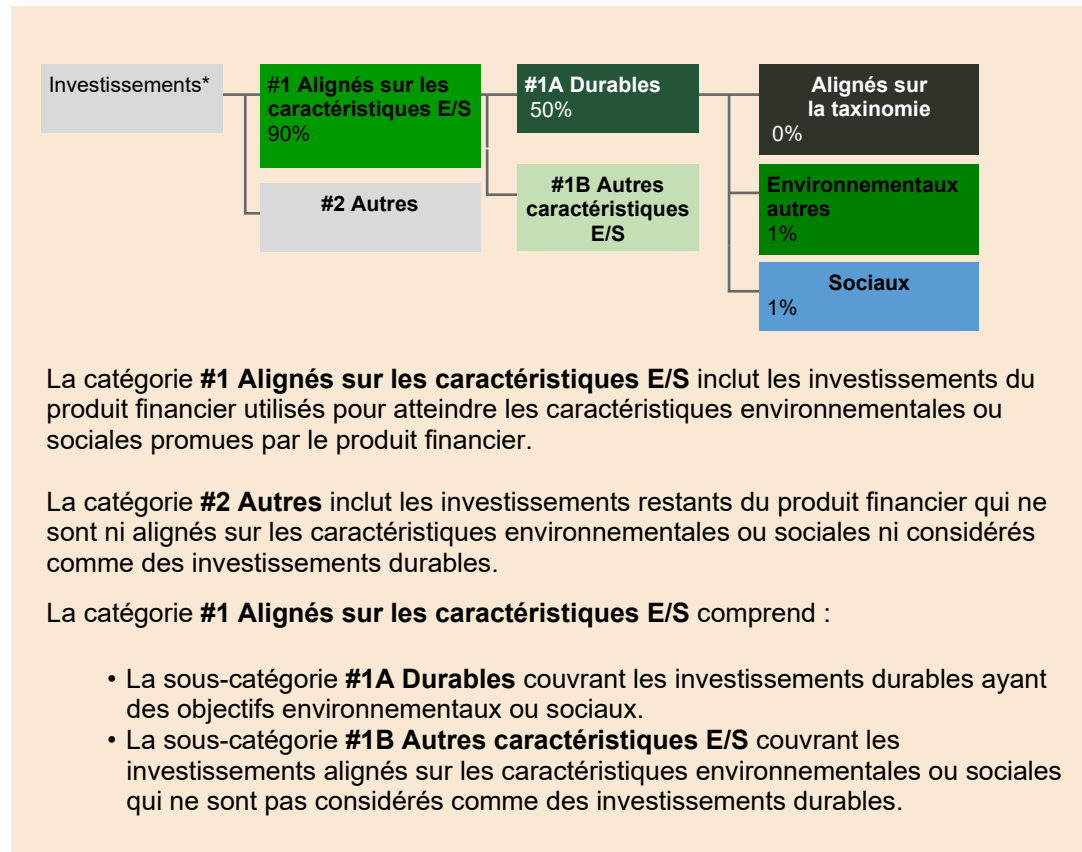 Investissements*
#1 Alignés sur les
caractéristiques E/S
90%
#2 Autres
#1A Durables
50%
#1B Autres
caractéristiques
E/S
Alignés sur
la taxinomie
0%
Environnementaux
autres
1%
Sociaux
1%
La catégorie #1 Alignés sur les caractéristiques E/S inclut les investissements du
produit financier utilisés pour atteindre les caractéristiques environnementales ou
sociales promues par le produit financier.
La catégorie #2 Autres inclut les investissements restants du produit financier qui ne
sont ni alignés sur les caractéristiques environnementales ou sociales ni considérés
comme des investissements durables.
La catégorie #1 Alignés sur les caractéristiques E/S comprend :
• La sous-catégorie #1A Durables couvrant les investissements durables ayant
des objectifs environnementaux ou sociaux.
• La sous-catégorie #1B Autres caractéristiques E/S couvrant les
investissements alignés sur les caractéristiques environnementales ou sociales
qui ne sont pas considérés comme des investissements durables.